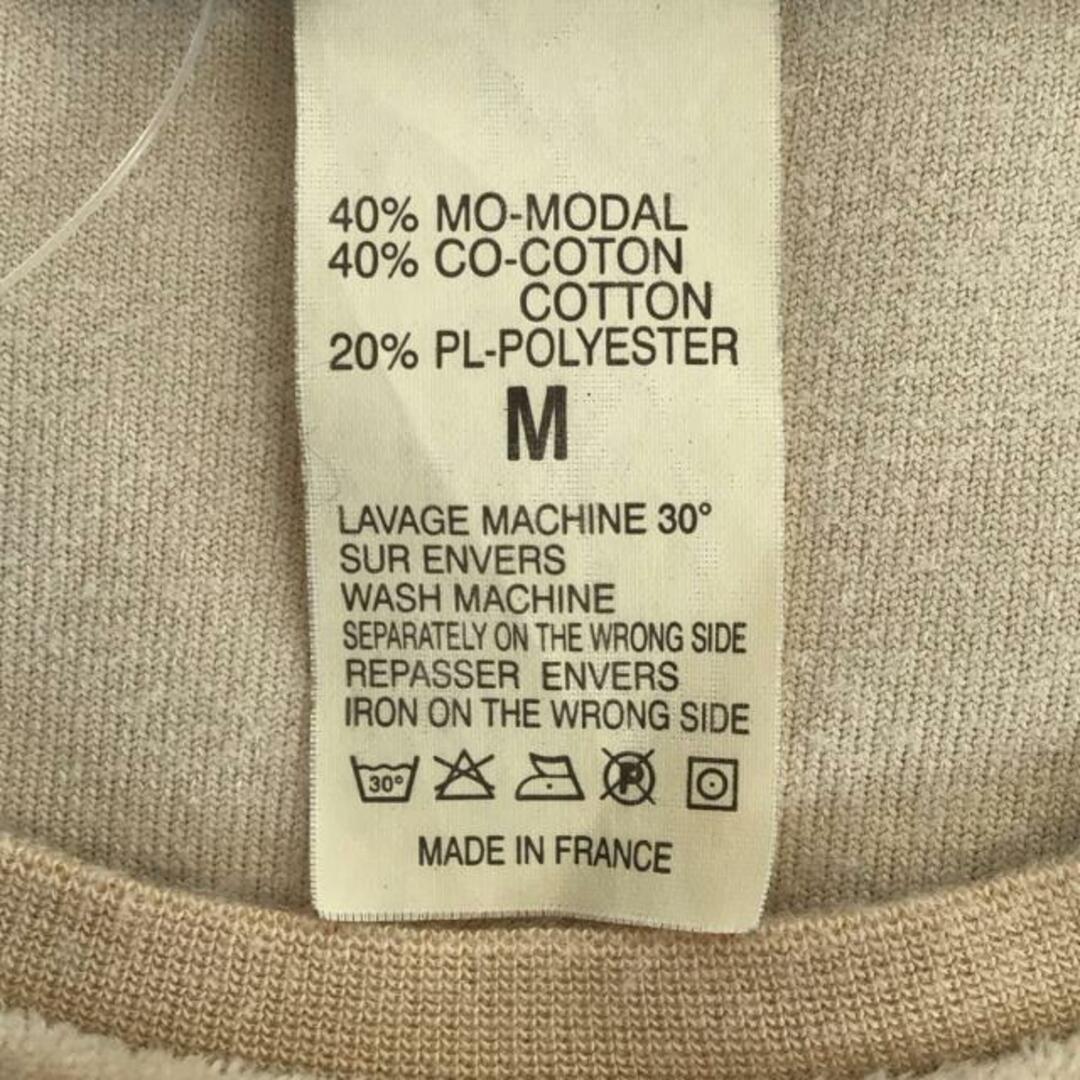 40% MO-MODAL
40% CO-COTON
COTTON
20% PL-POLYESTER
M
LAVAGE MACHINE 30°
SUR ENVERS
WASH MACHINE
SEPARATELY ON THE WRONG SIDE
REPASSER ENVERS
IRON ON THE WRONG SIDE
30° P
MADE IN FRANCE